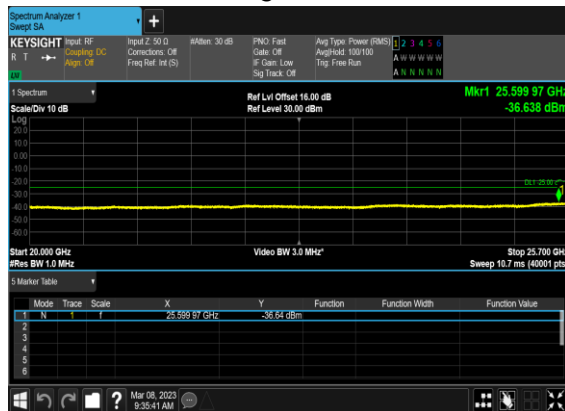 Spectrum Analyzer 1
Swept SA
+
KEYSIGHT Input: RF Input Z: 50 Ω #Atten: 30 dB PNO: Fast Avg Type: Power (RMS) 1 2 3 4 5 6
R T Coupling: DC Corrections: Off Gate: Off Avg|Hold: 100/100 A W W W W W
Align: Off Freq Ref: Int (S) IF Gain: Low Trig: Free Run
LW Sig Track: Off A N N N N N
1 Spectrum Ref Lvl Offset 16.00 dB Mkr1 25.599 97 GHz
Scale/Div 10 dB Ref Level 30.00 dBm -36.638 dBm
Log
20.0
10.0
0.00
-10.0
-20.0 DL1 -25.00
1
-30.0
-40.0
-50.0
-60.0
Start 20.000 GHz Video BW 3.0 MHz* Stop 25.700 GH
#Res BW 1.0 MHz Sweep 10.7 ms (40001 pts
5 Marker Table
Mode Trace Scale X Y Function Function Width Function Value
1 N 1 f 25.599 97 GHz -36.64 dBm
2
3
4
5
6
? Mar 08, 2023
9:35:41 AM